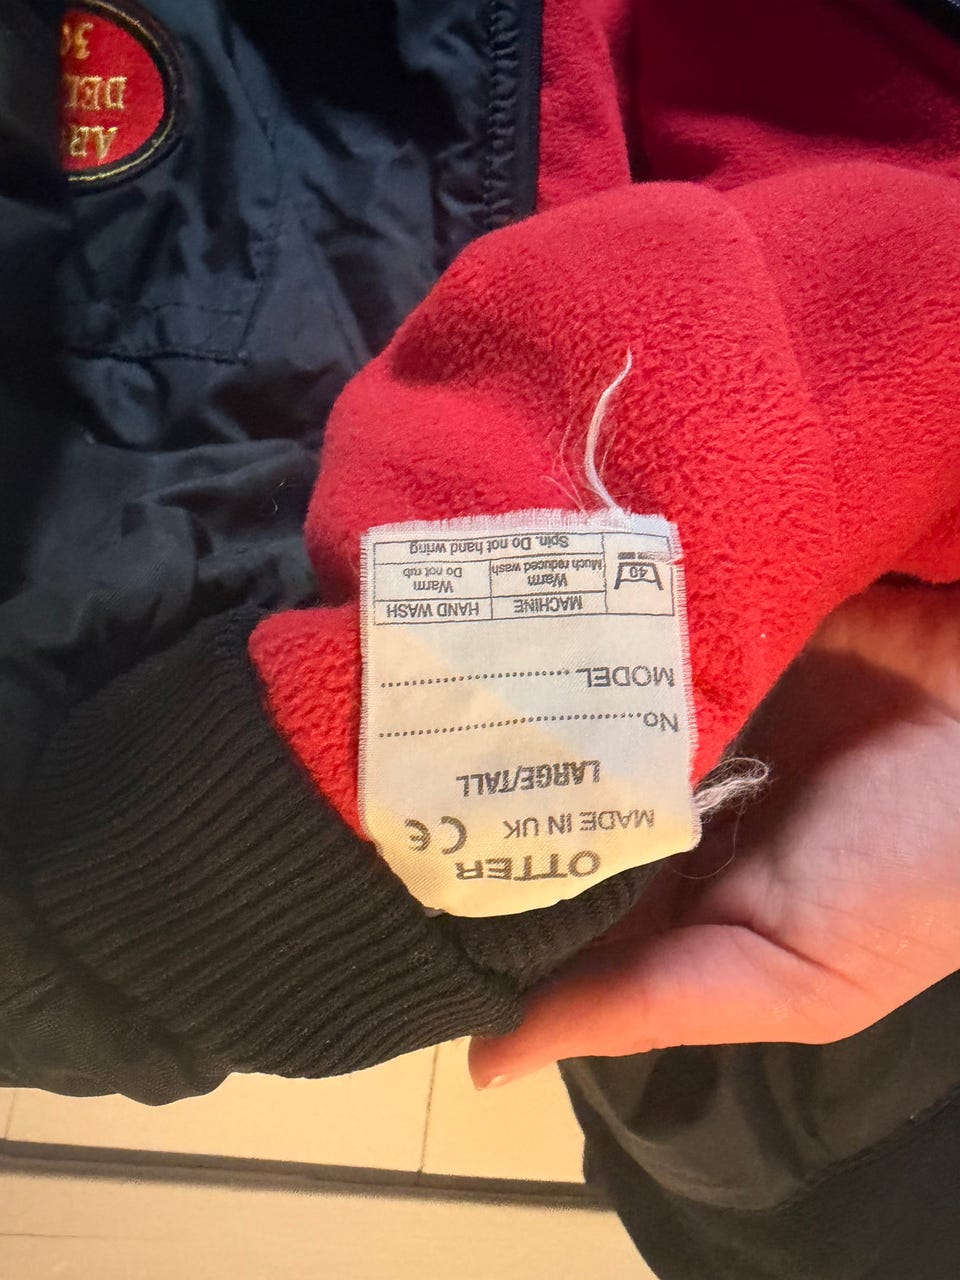 OTTER
MADE IN UK CE
LARGE/TALL
No.
MODEL
MACHINE HAND WASH
40 Warm Much reduced wash Warm Do not rub
Spin. Do not hand wring